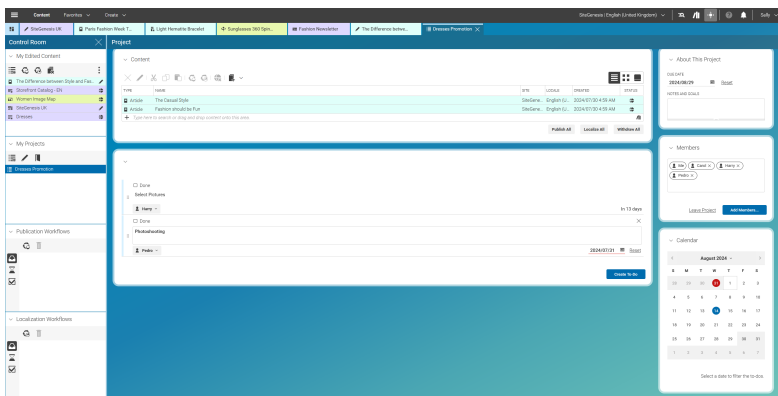 Content Favorites Create SiteGenesis | English (United Kingdom) Sally
SiteGenesis UK Paris Fashion Week T... Light Hematite Bracelet Sunglasses 360 Spin... Fashion Newsletter The Difference betwe... Dresses Promotion
Control Room
My Edited Content
The Difference between Style and Fas...
Storefront Catalog - EN
Women Image Map
SiteGenesis UK
Dresses
My Projects
Dresses Promotion
Publication Workflows
Localization Workflows
Project
Content
TYPE NAME SITE LOCALE CREATED STATUS
Article The Casual Style SiteGene... English (U... 2024/07/30 4:59 AM
Article Fashion should be Fun SiteGene... English (U... 2024/07/30 4:59 AM
Type here to search or drag and drop content onto this area.
Publish All Localize All Withdraw All
Done
Select Pictures
Harry In 13 days
Done
Photoshooting
Pedro 2024/07/31 Reset
Create To-Do
About This Project
DUE DATE
2024/08/29 Reset
NOTES AND GOALS
Members
Me Carol Harry
Pedro
Leave Project Add Members...
Calendar
August 2024
S M T W T F S
28 29 30 31 1 2 3
4 5 6 7 8 9 10
11 12 13 14 15 16 17
18 19 20 21 22 23 24
25 26 27 28 29 30 31
1 2 3 4 5 6 7
Select a date to filter the to-dos.